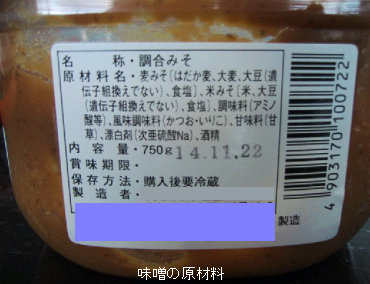 名 称・調合みそ
原材料名・麦みそ[はだか麦、大麦、大豆(遺
伝子組換えでない)、食塩]、米みそ[米、大豆
(遺伝子組換えでない)、食塩]、調味料(アミノ
酸等)、風味調味料(かつお・いりこ)、甘味料(甘
草)、漂白剤(次亜硫酸Na)、酒精
内 容 量・750g 14.11.22
賞味期限・
保存方法・購入後要冷蔵
製 造 者・
製造
4 903170 100722
味噌の原材料